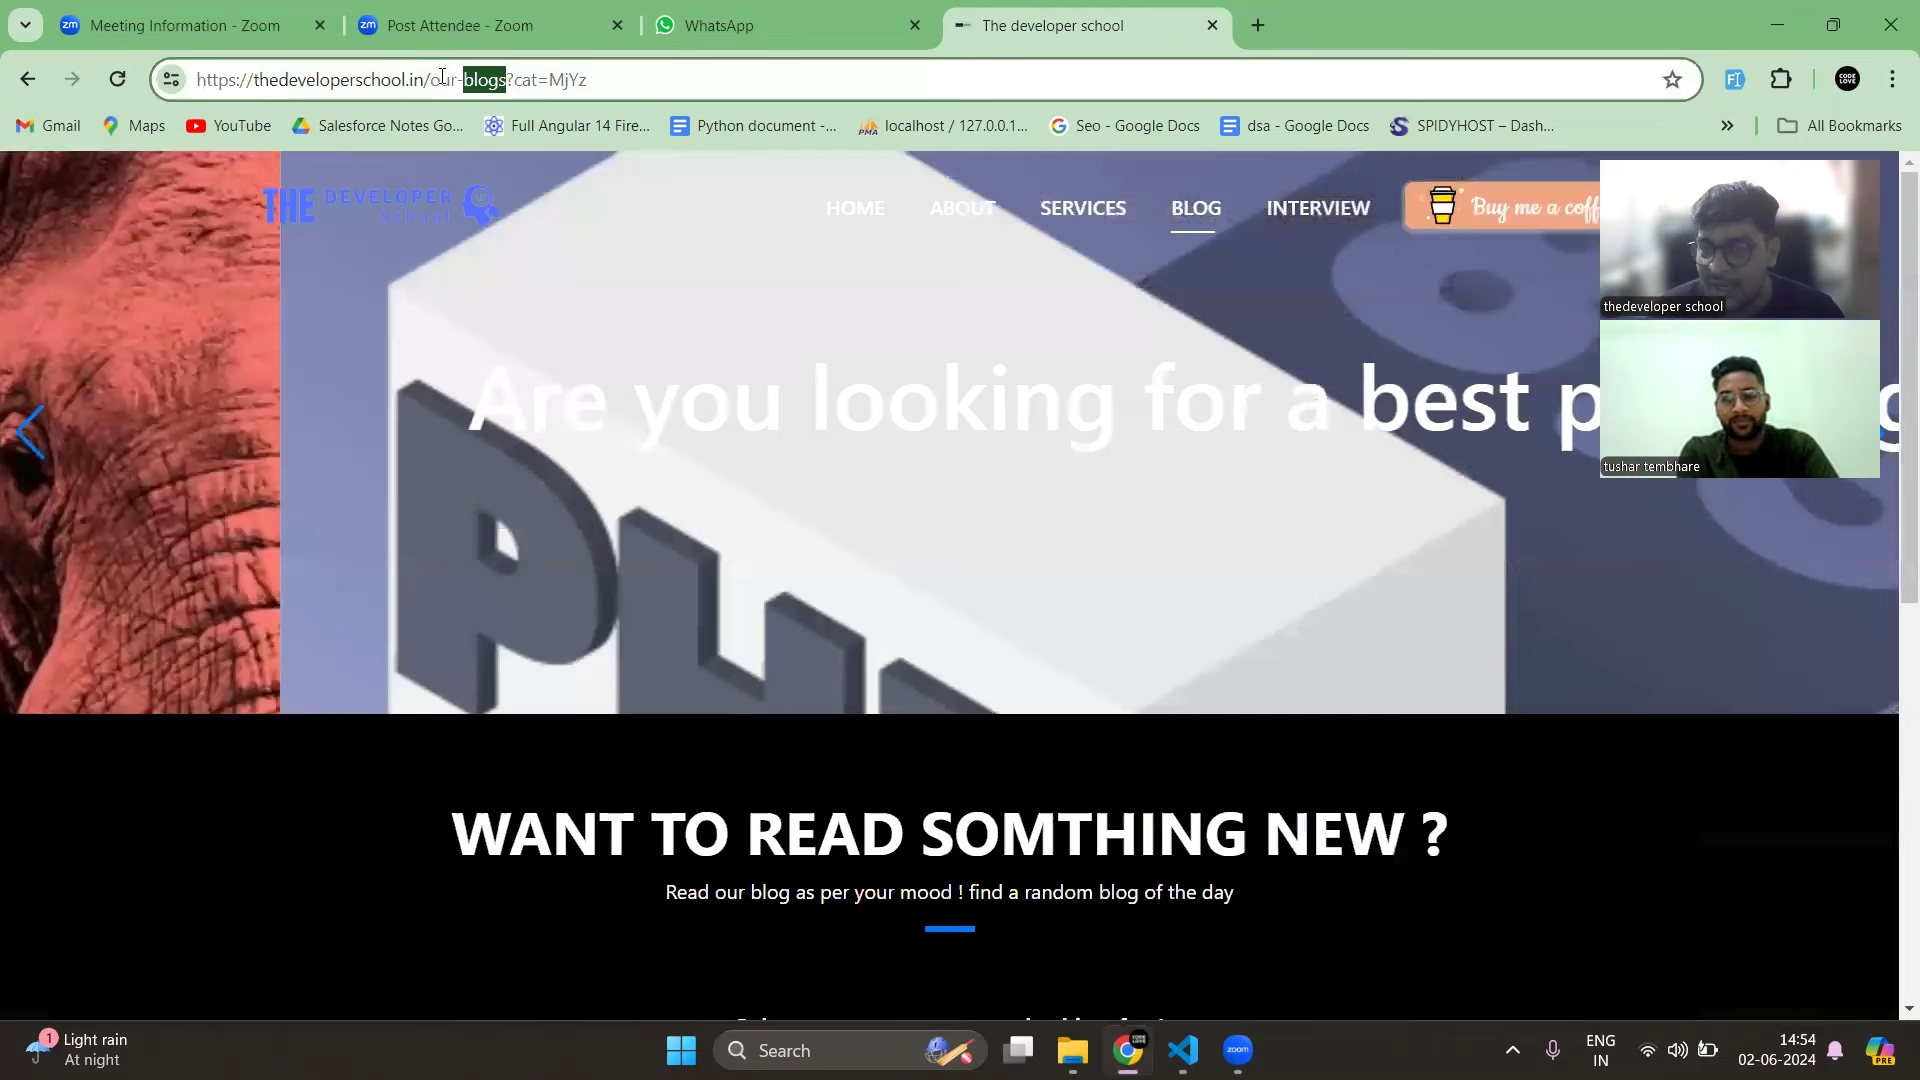 Meeting Information - Zoom
Post Attendee - Zoom
WhatsApp
The developer school
https://thedeveloperschool.in/our-blogs?cat=MjYz
Gmail
Maps
YouTube
Salesforce Notes Go...
Full Angular 14 Fire...
Python document -...
localhost / 127.0.0.1...
Seo - Google Docs
dsa - Google Docs
SPIDYHOST – Dash...
All Bookmarks
THE DEVELOPER
School
HOME
ABOUT
SERVICES
BLOG
INTERVIEW
Buy me a coff
thedeveloper school
Are you looking for a best p
tushar tembhare
PH
WANT TO READ SOMTHING NEW ?
Read our blog as per your mood ! find a random blog of the day
1
Light rain
At night
Search
zoom
ENG
IN
14:54
02-06-2024
PRE